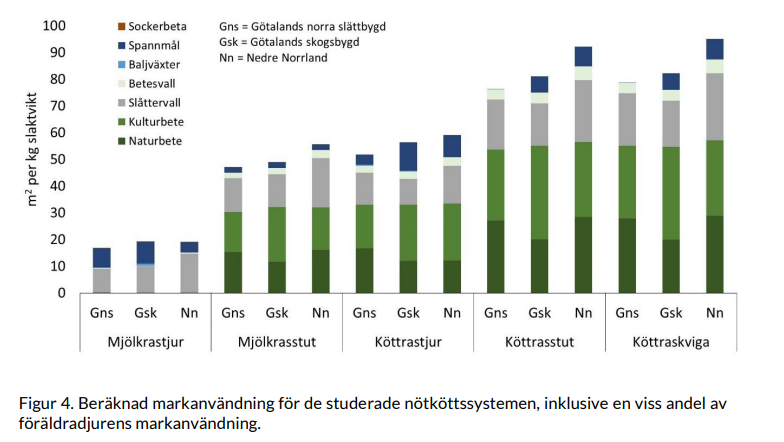 100
90
80
70
60
50
40
30
20
10
0
m² per kg slaktvikt
Sockerbeta
Spannmål
Baljväxter
Betesvall
Slåttervall
Kulturbete
Naturbete
Gns = Götalands norra slättbygd
Gsk = Götalands skogsbygd
Nn = Nedre Norrland
Gns Gsk Nn Gns Gsk Nn Gns Gsk Nn Gns Gsk Nn Gns Gsk Nn
Mjölkrastjur Mjölkrasstut Köttrastjur Köttrasstut Köttraskviga
Figur 4. Beräknad markanvändning för de studerade nötköttssystemen, inklusive en viss andel av
föräldradjurens markanvändning.